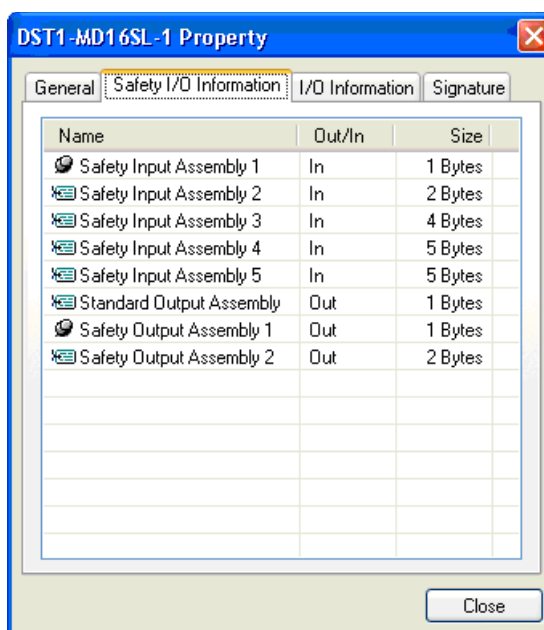 DST1-MD16SL-1 Property
General Safety I/O Information I/O Information Signature
Name Out/In Size
Safety Input Assembly 1 In 1 Bytes
Safety Input Assembly 2 In 2 Bytes
Safety Input Assembly 3 In 4 Bytes
Safety Input Assembly 4 In 5 Bytes
Safety Input Assembly 5 In 5 Bytes
Standard Output Assembly Out 1 Bytes
Safety Output Assembly 1 Out 1 Bytes
Safety Output Assembly 2 Out 2 Bytes
Close